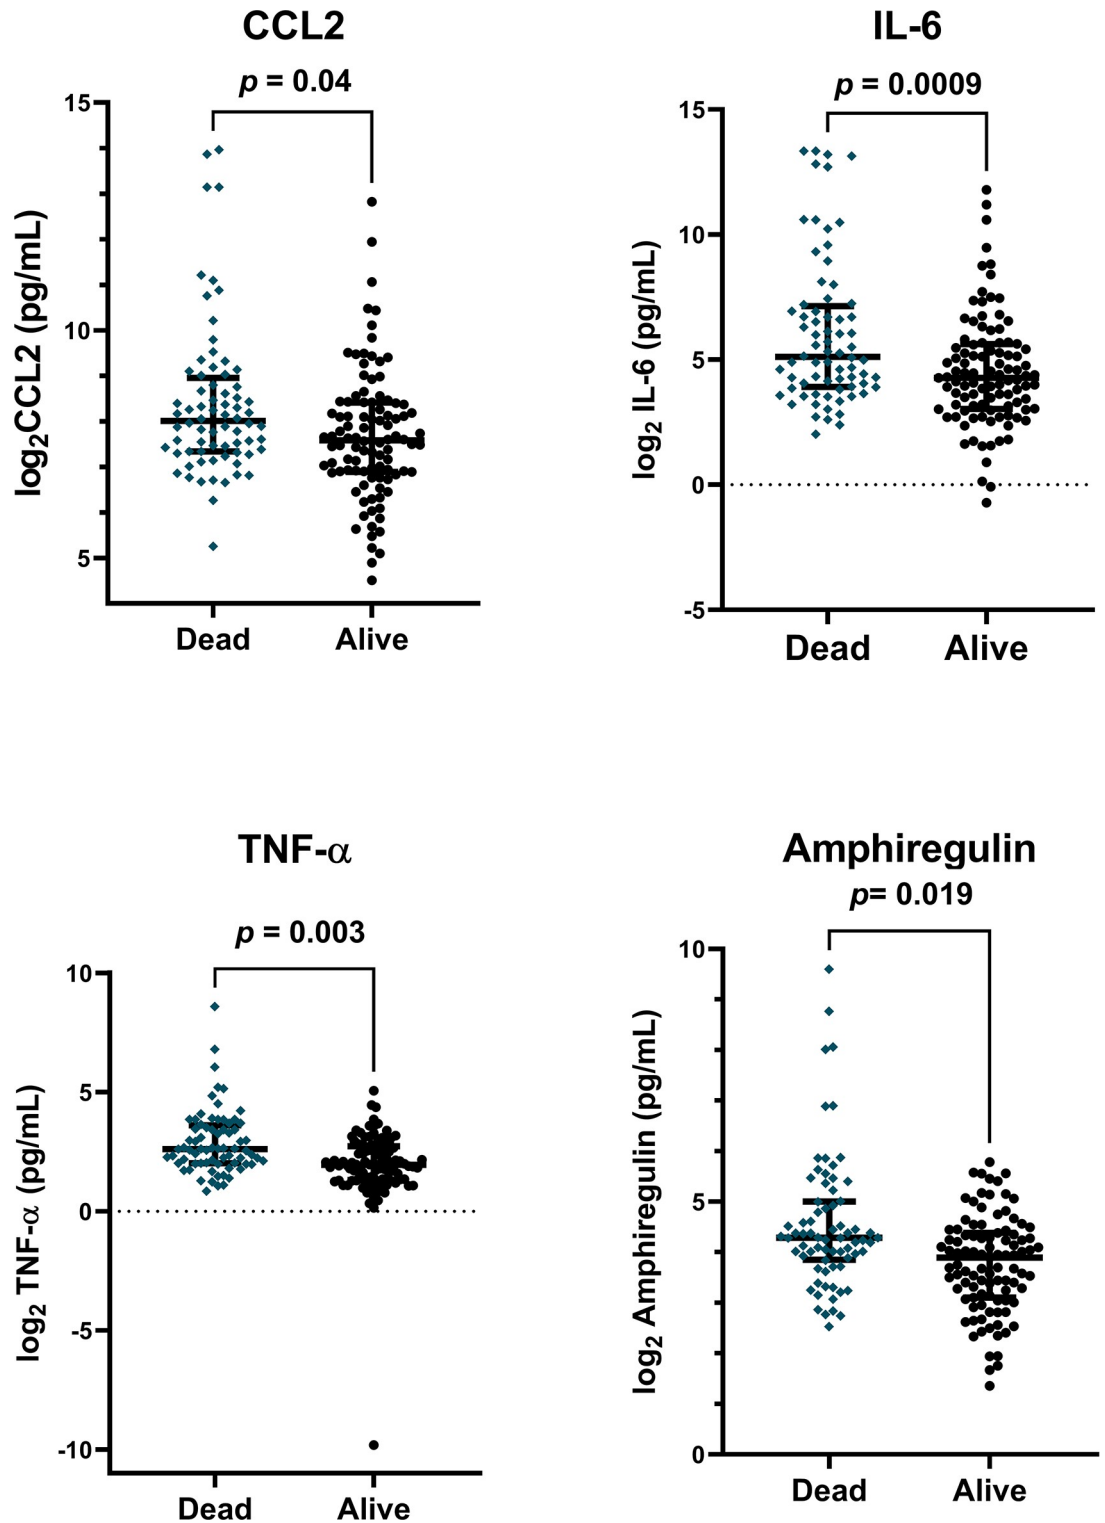 CCL2
p = 0.04
15
10
5
log₂CCL2 (pg/mL)
Dead
Alive
IL-6
p = 0.0009
15
10
5
0
-5
log₂ IL-6 (pg/mL)
Dead
Alive
TNF-α
p = 0.003
10
5
0
-5
-10
log₂ TNF-α (pg/mL)
Dead
Alive
Amphiregulin
p= 0.019
10
5
0
log₂ Amphiregulin (pg/mL)
Dead
Alive